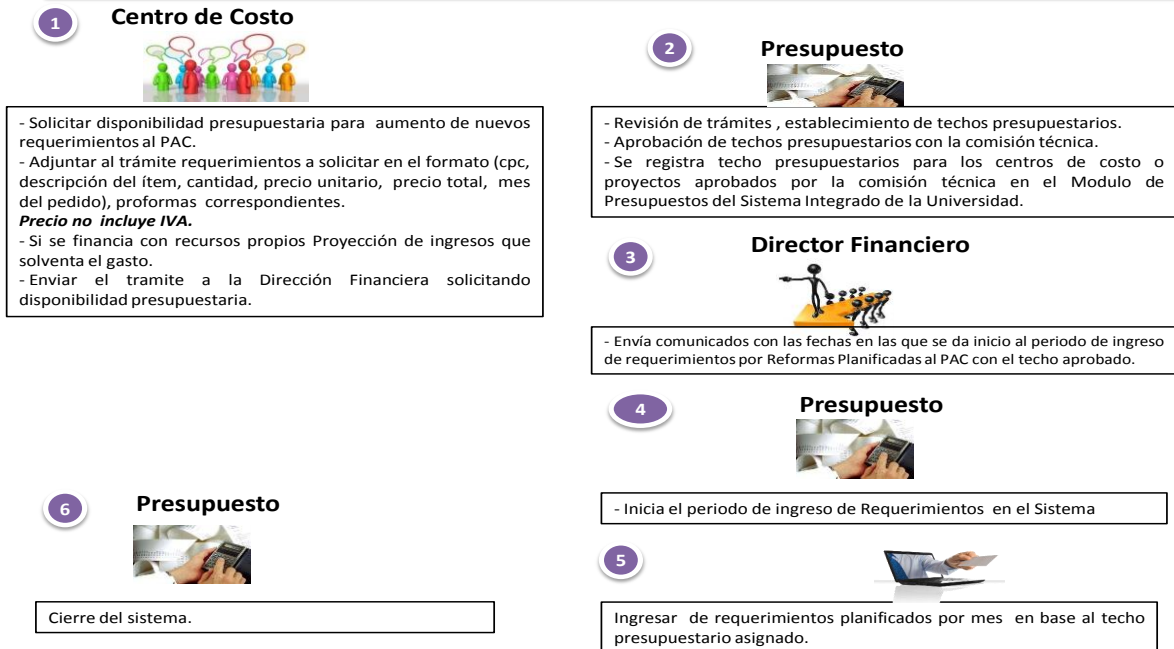 1
Centro de Costo
- Solicitar disponibilidad presupuestaria para aumento de nuevos
requerimientos al PAC.
- Adjuntar al trámite requerimientos a solicitar en el formato (cpc,
descripción del ítem, cantidad, precio unitario, precio total, mes
del pedido), proformas correspondientes.
Precio no incluye IVA.
- Si se financia con recursos propios Proyección de ingresos que
solventa el gasto.
- Enviar el tramite a la Dirección Financiera solicitando
disponibilidad presupuestaria.
2
Presupuesto
- Revisión de trámites , establecimiento de techos presupuestarios.
- Aprobación de techos presupuestarios con la comisión técnica.
- Se registra techo presupuestarios para los centros de costo o
proyectos aprobados por la comisión técnica en el Modulo de
Presupuestos del Sistema Integrado de la Universidad.
3
Director Financiero
- Envía comunicados con las fechas en las que se da inicio al periodo de ingreso
de requerimientos por Reformas Planificadas al PAC con el techo aprobado.
4
Presupuesto
- Inicia el periodo de ingreso de Requerimientos en el Sistema
5
Ingresar de requerimientos planificados por mes en base al techo
presupuestario asignado.
6
Presupuesto
Cierre del sistema.